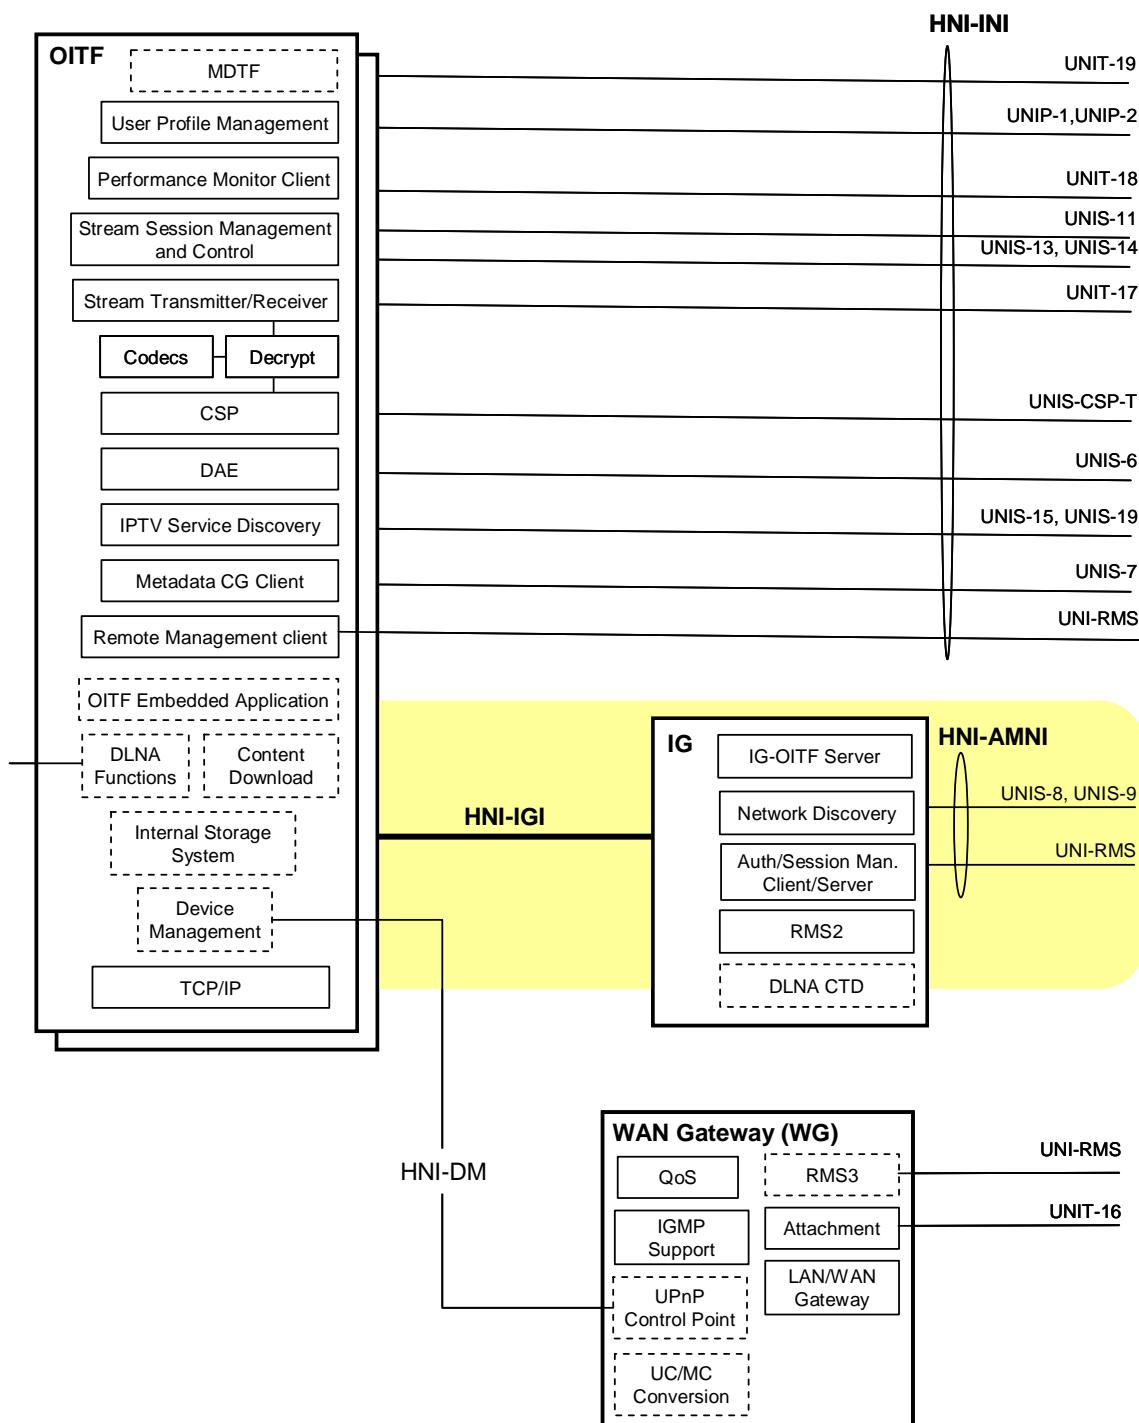 HNI-INI
OITF
MDTF
UNIT-19
User Profile Management
UNIP-1,UNIP-2
Performance Monitor Client
UNIT-18
Stream Session Management
and Control
UNIS-11
UNIS-13, UNIS-14
Stream Transmitter/Receiver
UNIT-17
Codecs
Decrypt
CSP
UNIS-CSP-T
DAE
UNIS-6
IPTV Service Discovery
UNIS-15, UNIS-19
Metadata CG Client
UNIS-7
Remote Management client
UNI-RMS
OITF Embedded Application
DLNA
Functions
Content
Download
Internal Storage
System
Device
Management
TCP/IP
HNI-IGI
IG
IG-OITF Server
Network Discovery
Auth/Session Man.
Client/Server
RMS2
DLNA CTD
HNI-AMNI
UNIS-8, UNIS-9
UNI-RMS
HNI-DM
WAN Gateway (WG)
QoS
RMS3
UNI-RMS
IGMP
Support
Attachment
UNIT-16
UPnP
Control Point
LAN/WAN
Gateway
UC/MC
Conversion